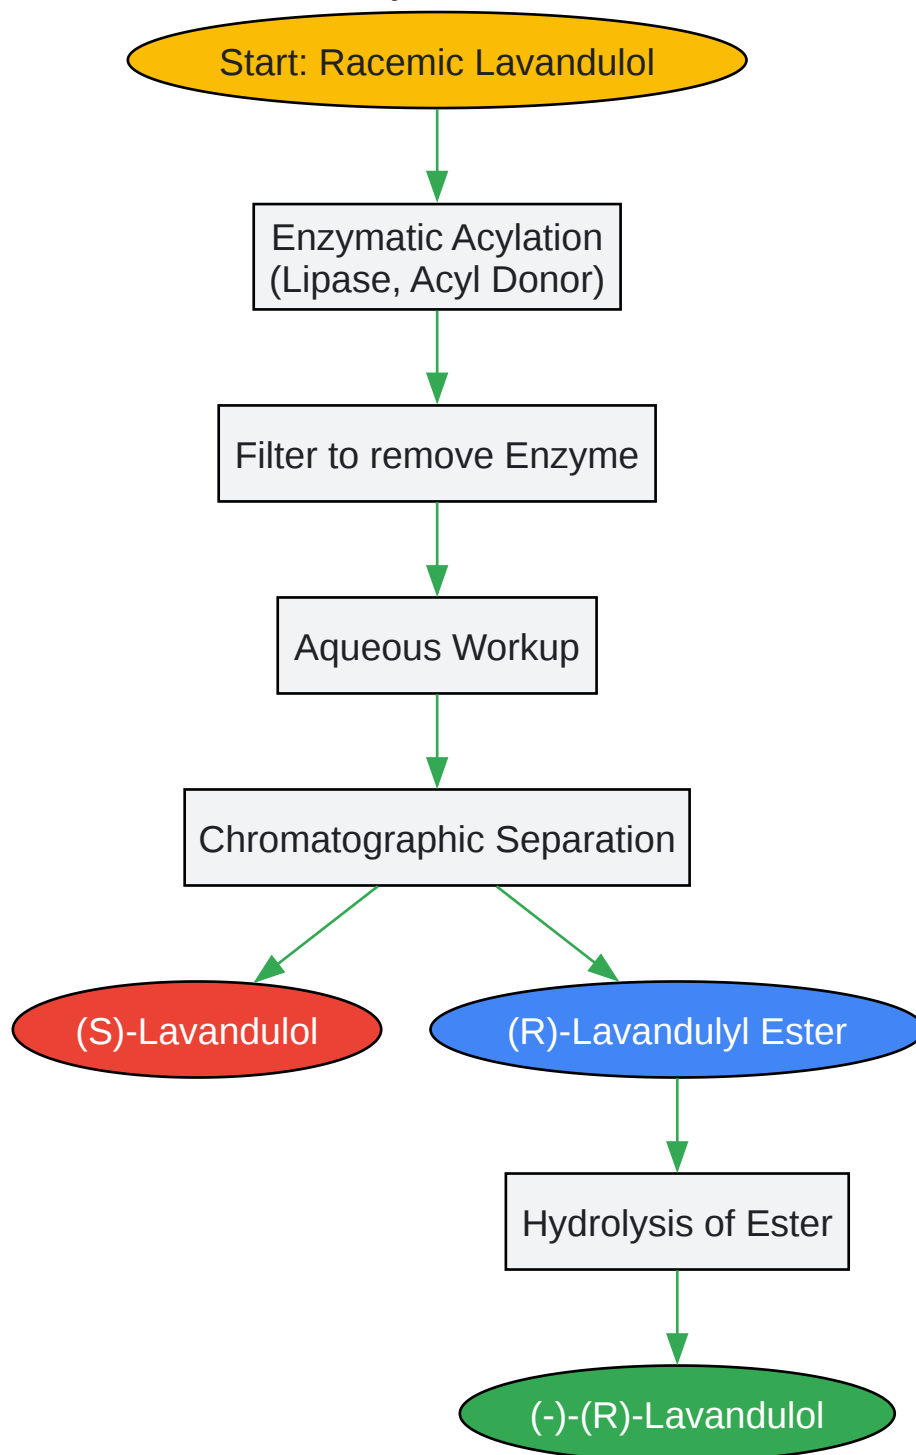 Start: Racemic Lavandulol
Enzymatic Acylation
(Lipase, Acyl Donor)
Filter to remove Enzyme
Aqueous Workup
Chromatographic Separation
(S)-Lavandulol
(R)-Lavandulyl Ester
Hydrolysis of Ester
(-)-(R)-Lavandulol